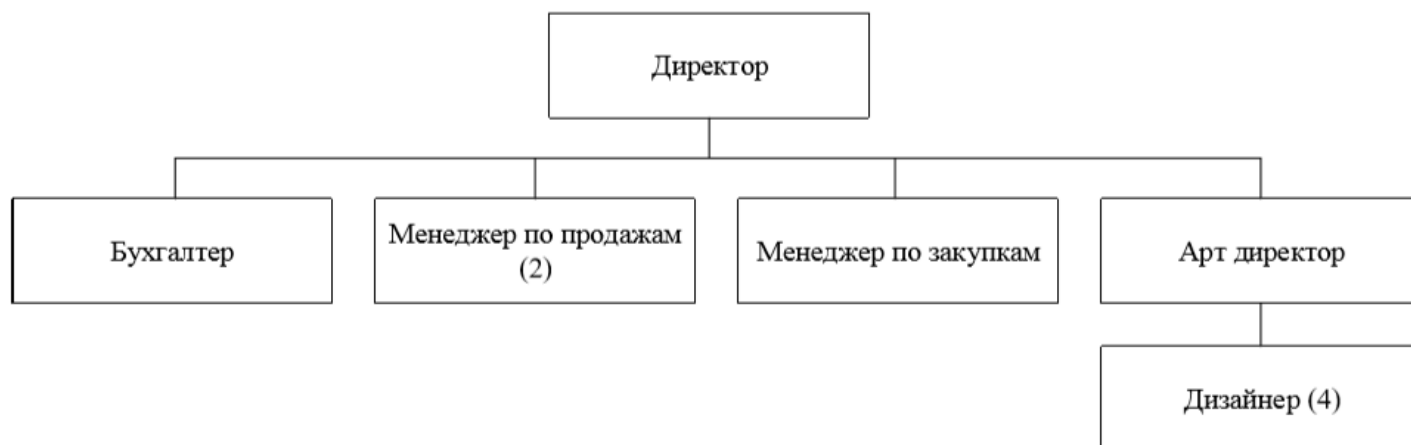 Директор
Бухгалтер
Менеджер по продажам
(2)
Менеджер по закупкам
Арт директор
Дизайнер (4)